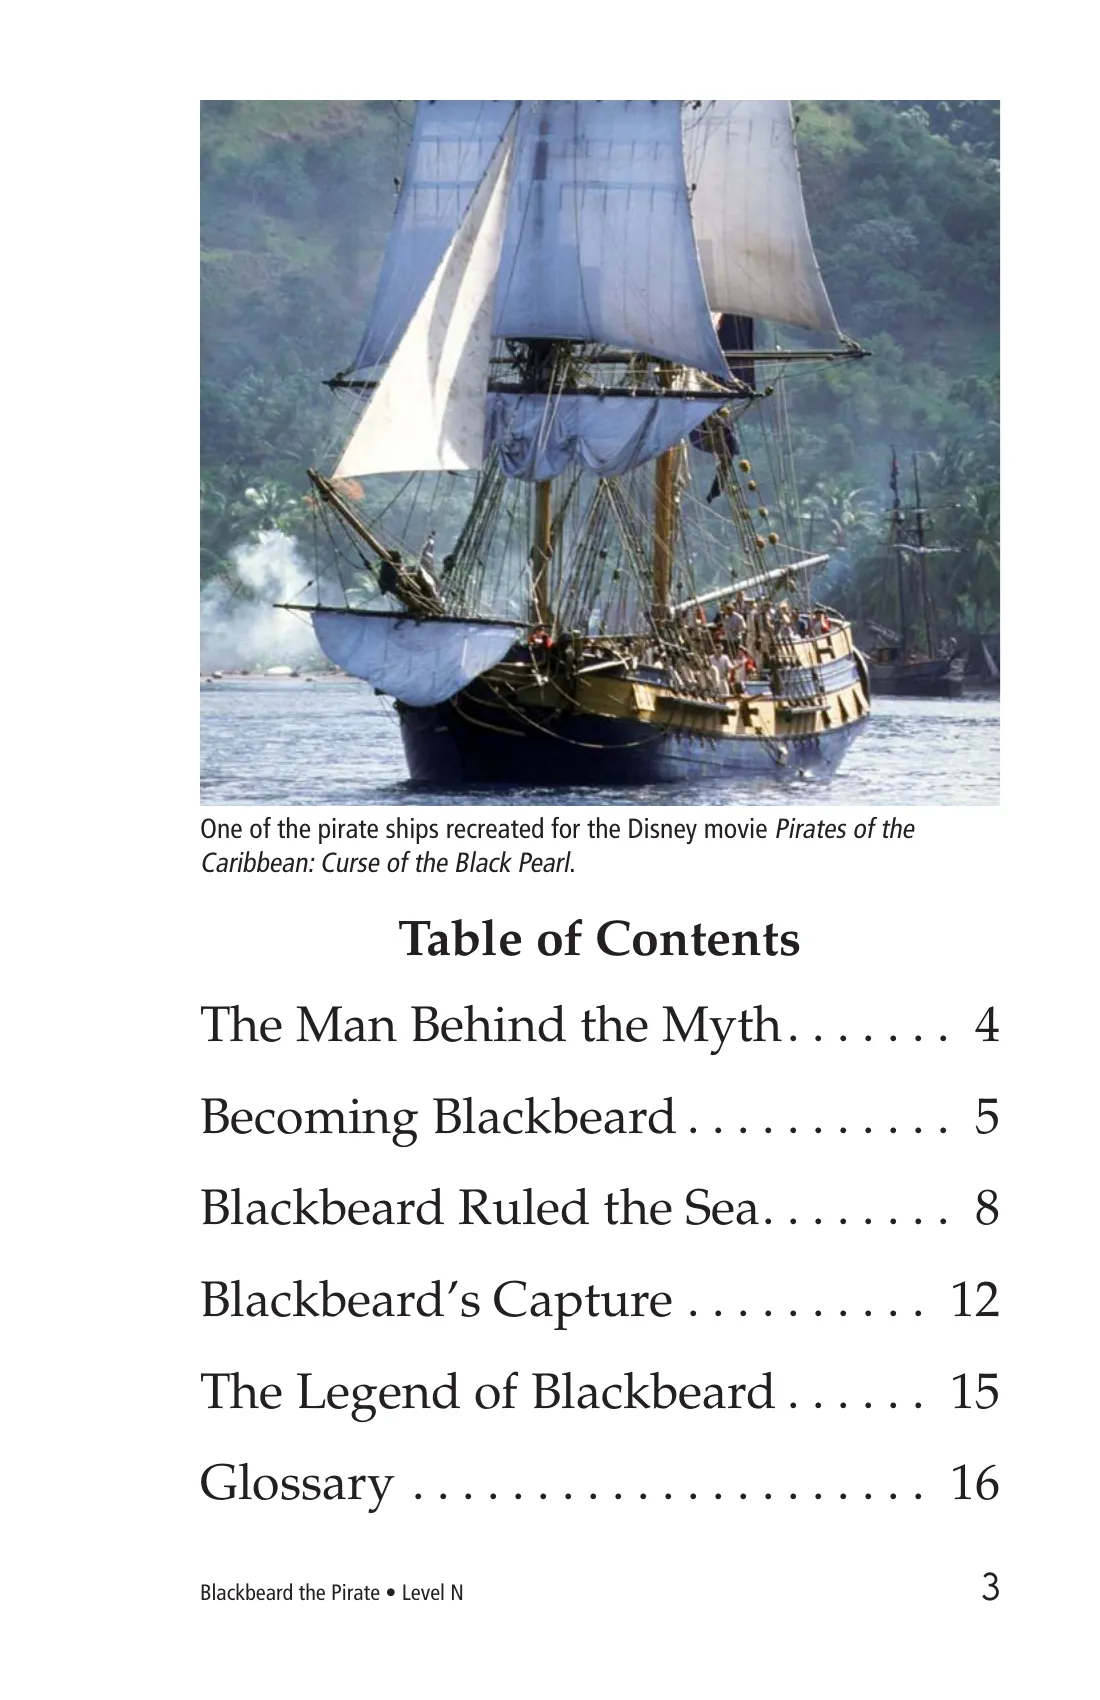 One of the pirate ships recreated for the Disney movie Pirates of the
Caribbean: Curse of the Black Pearl.
Table of Contents
The Man Behind the Myth. . . . . . . 4
Becoming Blackbeard . . . . . . . . . . . 5
Blackbeard Ruled the Sea. . . . . . . . 8
Blackbeard’s Capture . . . . . . . . . . 12
The Legend of Blackbeard . . . . . . 15
Glossary . . . . . . . . . . . . . . . . . . . . . 16
Blackbeard the Pirate • Level N 3